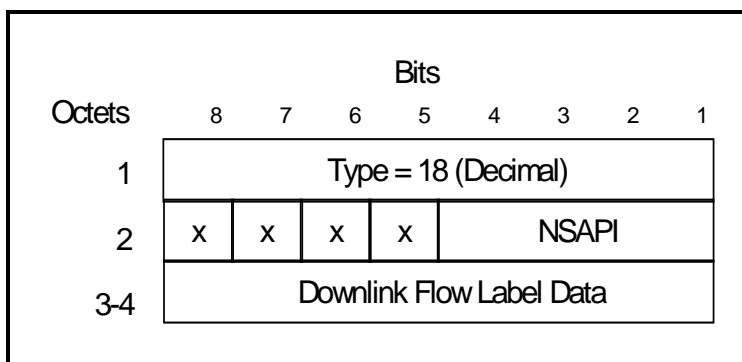 Bits
Octets 8 7 6 5 4 3 2 1
1 Type = 18 (Decimal)
2 x x x x NSAPI
3-4 Downlink Flow Label Data